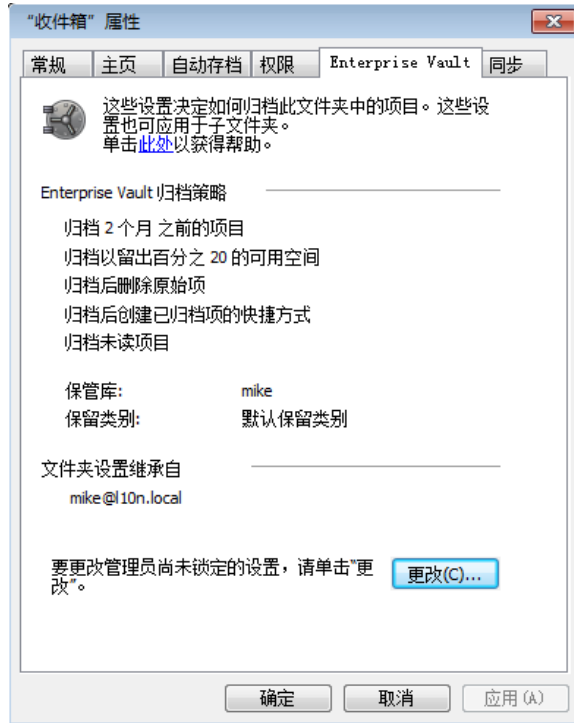 “收件箱” 属性
常规 主页 自动存档 权限 Enterprise Vault 同步
这些设置决定如何归档此文件夹中的项目。这些设
置也可应用于子文件夹。
单击此处以获得帮助。
Enterprise Vault 归档策略
归档 2 个月 之前的项目
归档以留出百分之 20 的可用空间
归档后删除原始项
归档后创建已归档项的快捷方式
归档未读项目
保管库: mike
保留类别: 默认保留类别
文件夹设置继承自
mike@l10n.local
要更改管理员尚未锁定的设置，请单击“更
改”。
更改(C)...
确定 取消 应用(A)